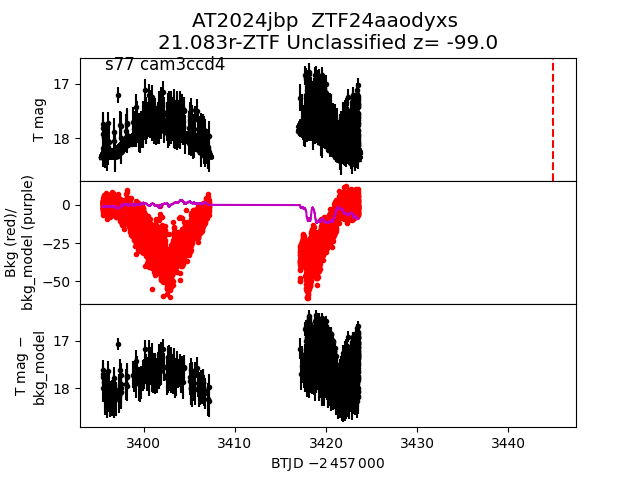 AT2024jbp  ZTF24aaodyxs
21.083r-ZTF Unclassified z= -99.0
s77 cam3ccd4
17
18
T mag
0
−25
−50
Bkg (red)/
bkg_model (purple)
17
18
T mag −
bkg_model
3400
3410
3420
3430
3440
BTJD −2 457 000